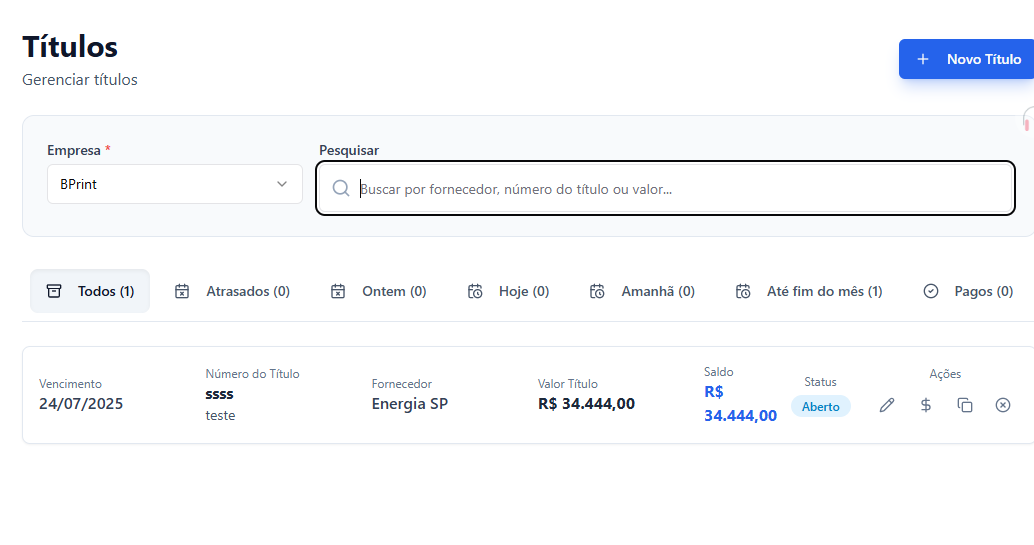 Títulos
Gerenciar títulos
Novo Título
Empresa *
BPrint
Pesquisar
Buscar por fornecedor, número do título ou valor...
Todos (1)
Atrasados (0)
Ontem (0)
Hoje (0)
Amanhã (0)
Até fim do mês (1)
Pagos (0)
Vencimento
24/07/2025
Número do Título
ssss
teste
Fornecedor
Energia SP
Valor Título
R$ 34.444,00
Saldo
R$
34.444,00
Status
Aberto
Ações